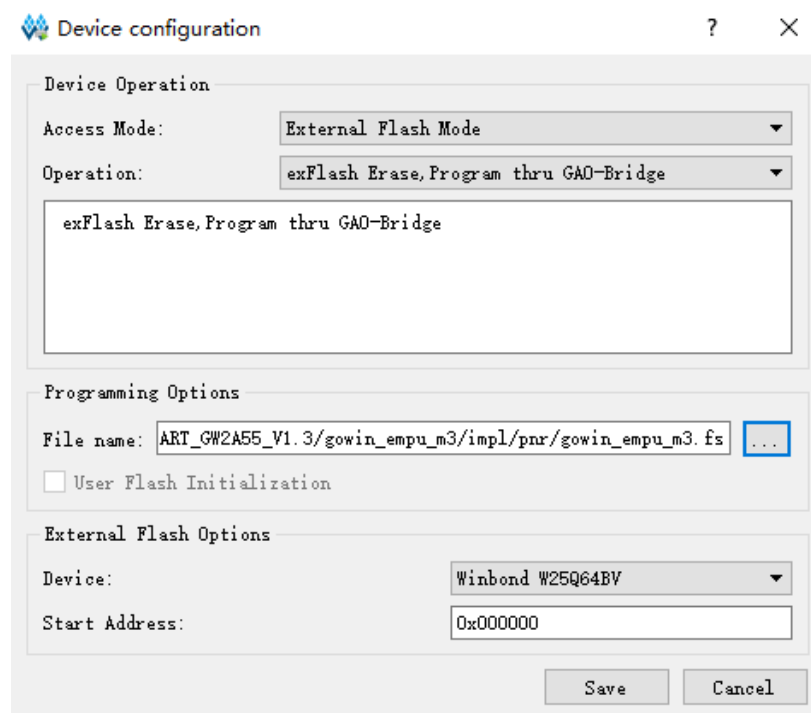 Device configuration
Device Operation
Access Mode: External Flash Mode
Operation: exFlash Erase,Program thru GAO-Bridge
exFlash Erase,Program thru GAO-Bridge
Programming Options
File name: ART_GW2A55_V1.3/gowin_empu_m3/impl/pnr/gowin_empu_m3.fs ...
User Flash Initialization
External Flash Options
Device: Winbond W25Q64BV
Start Address: 0x000000
Save Cancel